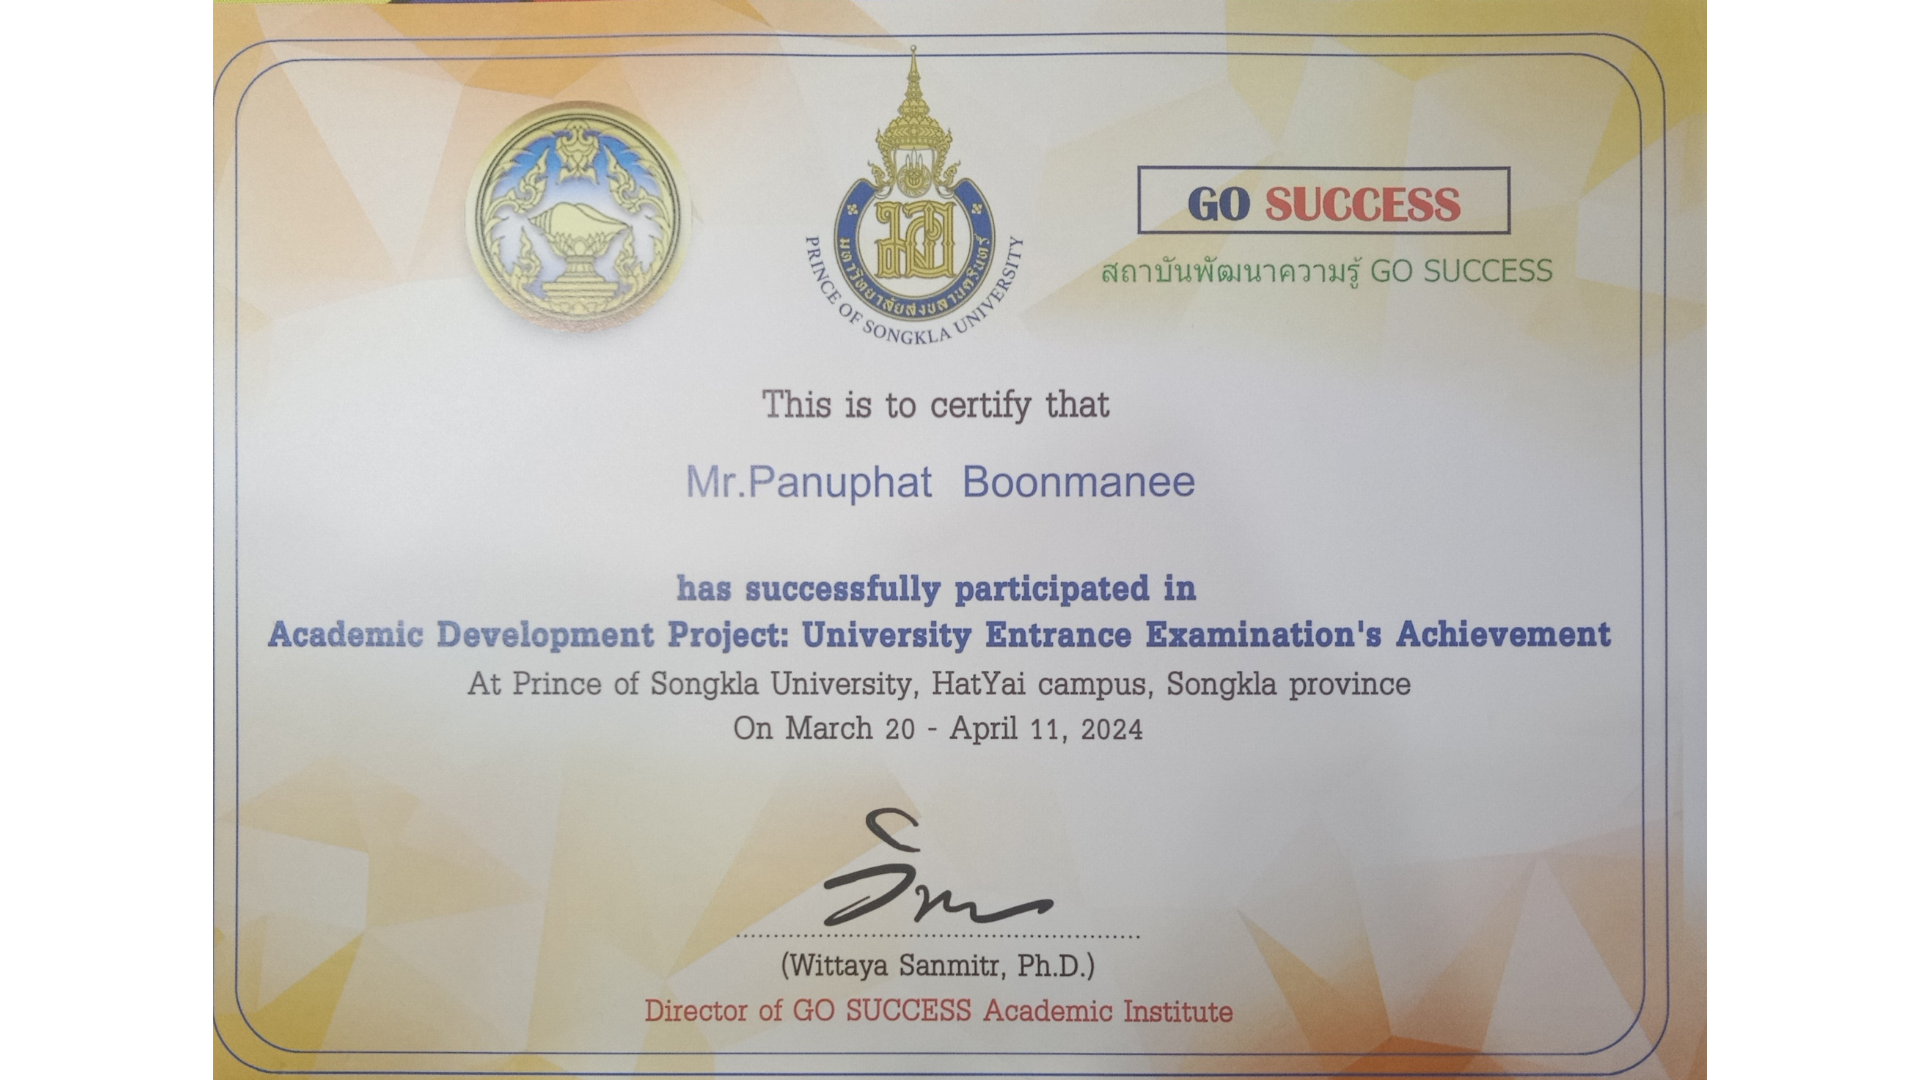 มหาวิทยาลัยสงขลานครินทร์
PRINCE OF SONGKLA UNIVERSITY
GO SUCCESS
สถาบันพัฒนาความรู้ GO SUCCESS
This is to certify that
Mr.Panuphat Boonmanee
has successfully participated in
Academic Development Project: University Entrance Examination's Achievement
At Prince of Songkla University, HatYai campus, Songkla province
On March 20 - April 11, 2024
(Wittaya Sanmitr, Ph.D.)
Director of GO SUCCESS Academic Institute